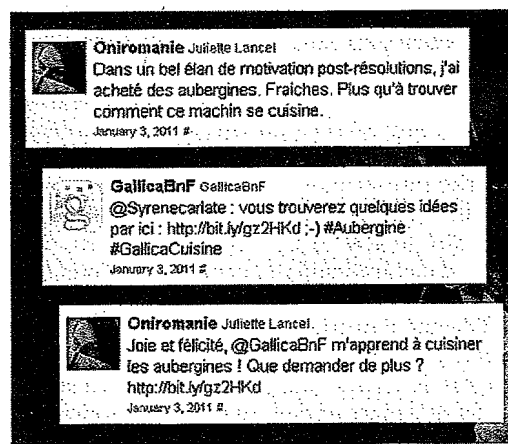 Oniromanie Juliette Lancel
Dans un bel élan de motivation post-résolutions, j'ai
acheté des aubergines. Fraîches. Plus qu'à trouver
comment ce machin se cuisine.
January 3, 2011 #
GallicaBnF GallicaBnF
@Syrenecarlate : vous trouverez quelques idées
par ici : http://bit.ly/gz2HKd ;-) #Aubergine
#GallicaCuisine
January 3, 2011 #
Oniromanie Juliette Lancel
Joie et félicité, @GallicaBnF m'apprend à cuisiner
les aubergines ! Que demander de plus ?
http://bit.ly/gz2HKd
January 3, 2011 #